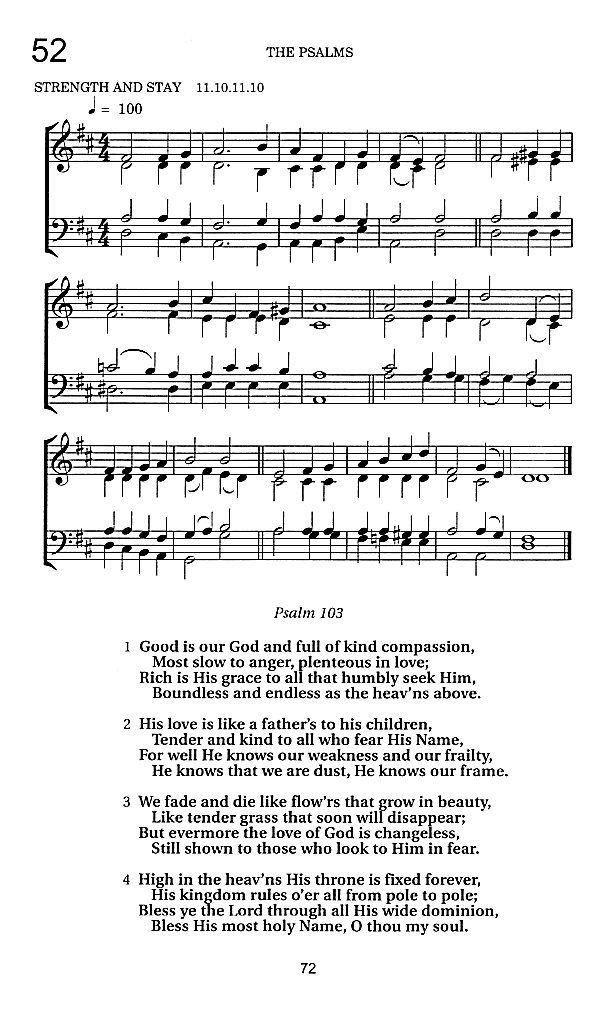 52
THE PSALMS
STRENGTH AND STAY 11.10.11.10
♩ = 100
Psalm 103
1 Good is our God and full of kind compassion,
Most slow to anger, plenteous in love;
Rich is His grace to all that humbly seek Him,
Boundless and endless as the heav'ns above.
2 His love is like a father's to his children,
Tender and kind to all who fear His Name,
For well He knows our weakness and our frailty,
He knows that we are dust, He knows our frame.
3 We fade and die like flow'rs that grow in beauty,
Like tender grass that soon will disappear;
But evermore the love of God is changeless,
Still shown to those who look to Him in fear.
4 High in the heav'ns His throne is fixed forever,
His kingdom rules o'er all from pole to pole;
Bless ye the Lord through all His wide dominion,
Bless His most holy Name, O thou my soul.
72